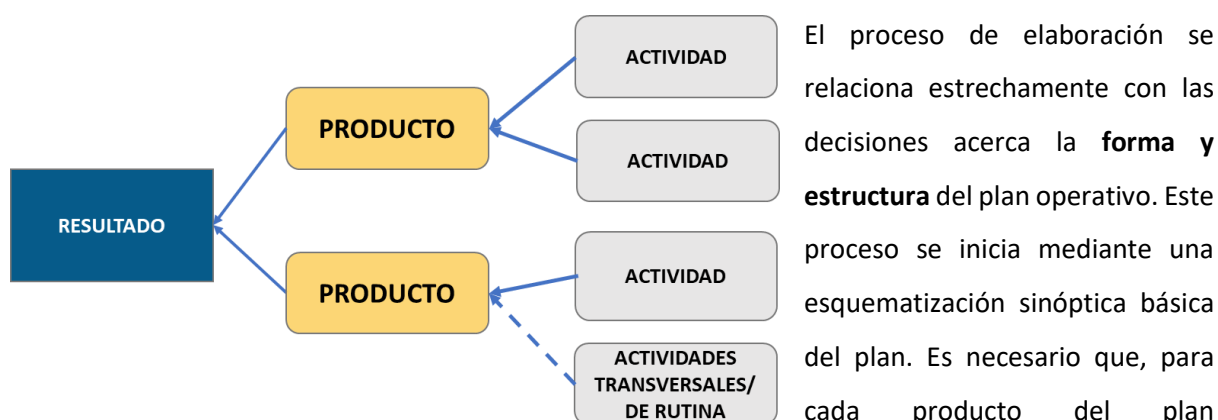 RESULTADO
PRODUCTO
PRODUCTO
ACTIVIDAD
ACTIVIDAD
ACTIVIDAD
ACTIVIDADES
TRANSVERSALES/
DE RUTINA
El proceso de elaboración se
relaciona estrechamente con las
decisiones acerca la forma y
estructura del plan operativo. Este
proceso se inicia mediante una
esquematización sinóptica básica
del plan. Es necesario que, para
cada producto del plan